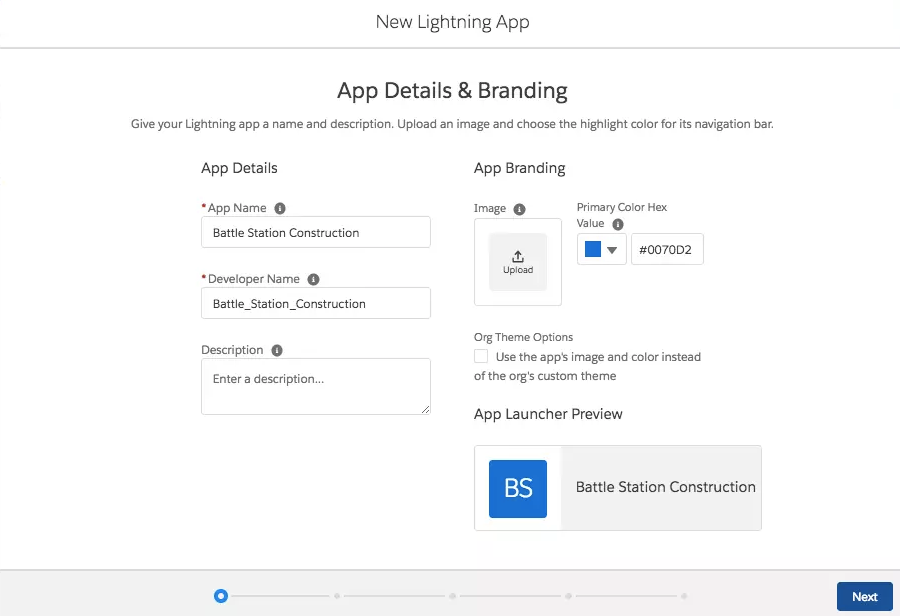 New Lightning App
App Details & Branding
Give your Lightning app a name and description. Upload an image and choose the highlight color for its navigation bar.
App Details
*App Name
Battle Station Construction
*Developer Name
Battle_Station_Construction
Description
Enter a description...
App Branding
Image
Upload
Primary Color Hex
Value
#0070D2
Org Theme Options
Use the app's image and color instead
of the org's custom theme
App Launcher Preview
BS
Battle Station Construction
Next